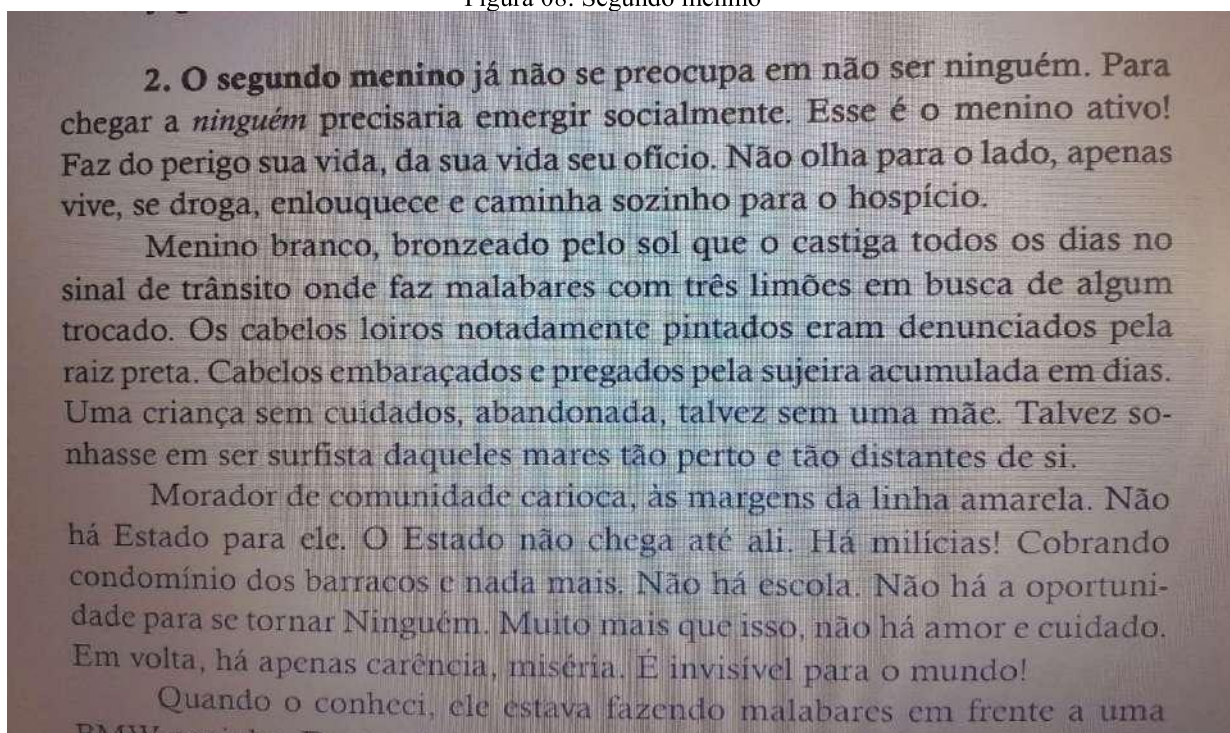 Figura 08: Segundo menino
2. O segundo menino já não se preocupa em não ser ninguém. Para
chegar a ninguém precisaria emergir socialmente. Esse é o menino ativo!
Faz do perigo sua vida, da sua vida seu ofício. Não olha para o lado, apenas
vive, se droga, enlouquece e caminha sozinho para o hospício.
Menino branco, bronzeado pelo sol que o castiga todos os dias no
sinal de trânsito onde faz malabares com três limões em busca de algum
trocado. Os cabelos loiros notadamente pintados eram denunciados pela
raiz preta. Cabelos embaraçados e pregados pela sujeira acumulada em dias.
Uma criança sem cuidados, abandonada, talvez sem uma mãe. Talvez so-
nhasse em ser surfista daqueles mares tão perto e tão distantes de si.
Morador de comunidade carioca, às margens da linha amarela. Não
há Estado para ele. O Estado não chega até ali. Há milícias! Cobrando
condomínio dos barracos e nada mais. Não há escola. Não há a oportuni-
dade para se tornar Ninguém. Muito mais que isso, não há amor e cuidado.
Em volta, há apenas carência, miséria. É invisível para o mundo!
Quando o conheci, ele estava fazendo malabares em frente a uma
BMW